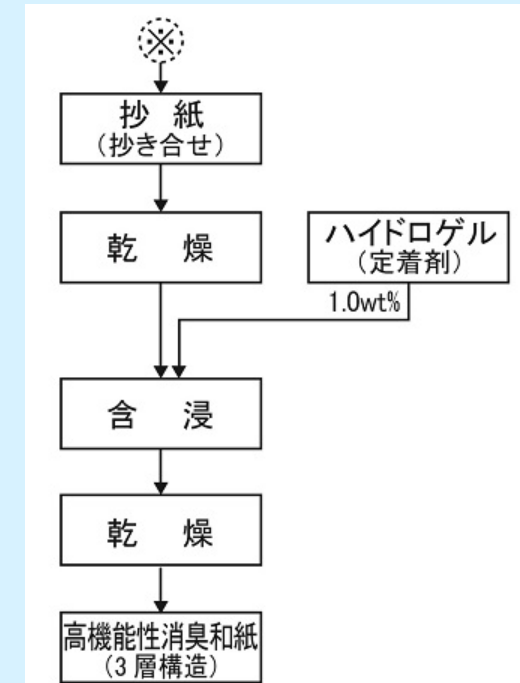 ※
抄 紙
(抄き合せ)
乾 燥
ハイドロゲル
(定着剤)
1.0wt%
含 浸
乾 燥
高機能性消臭和紙
(3層構造)